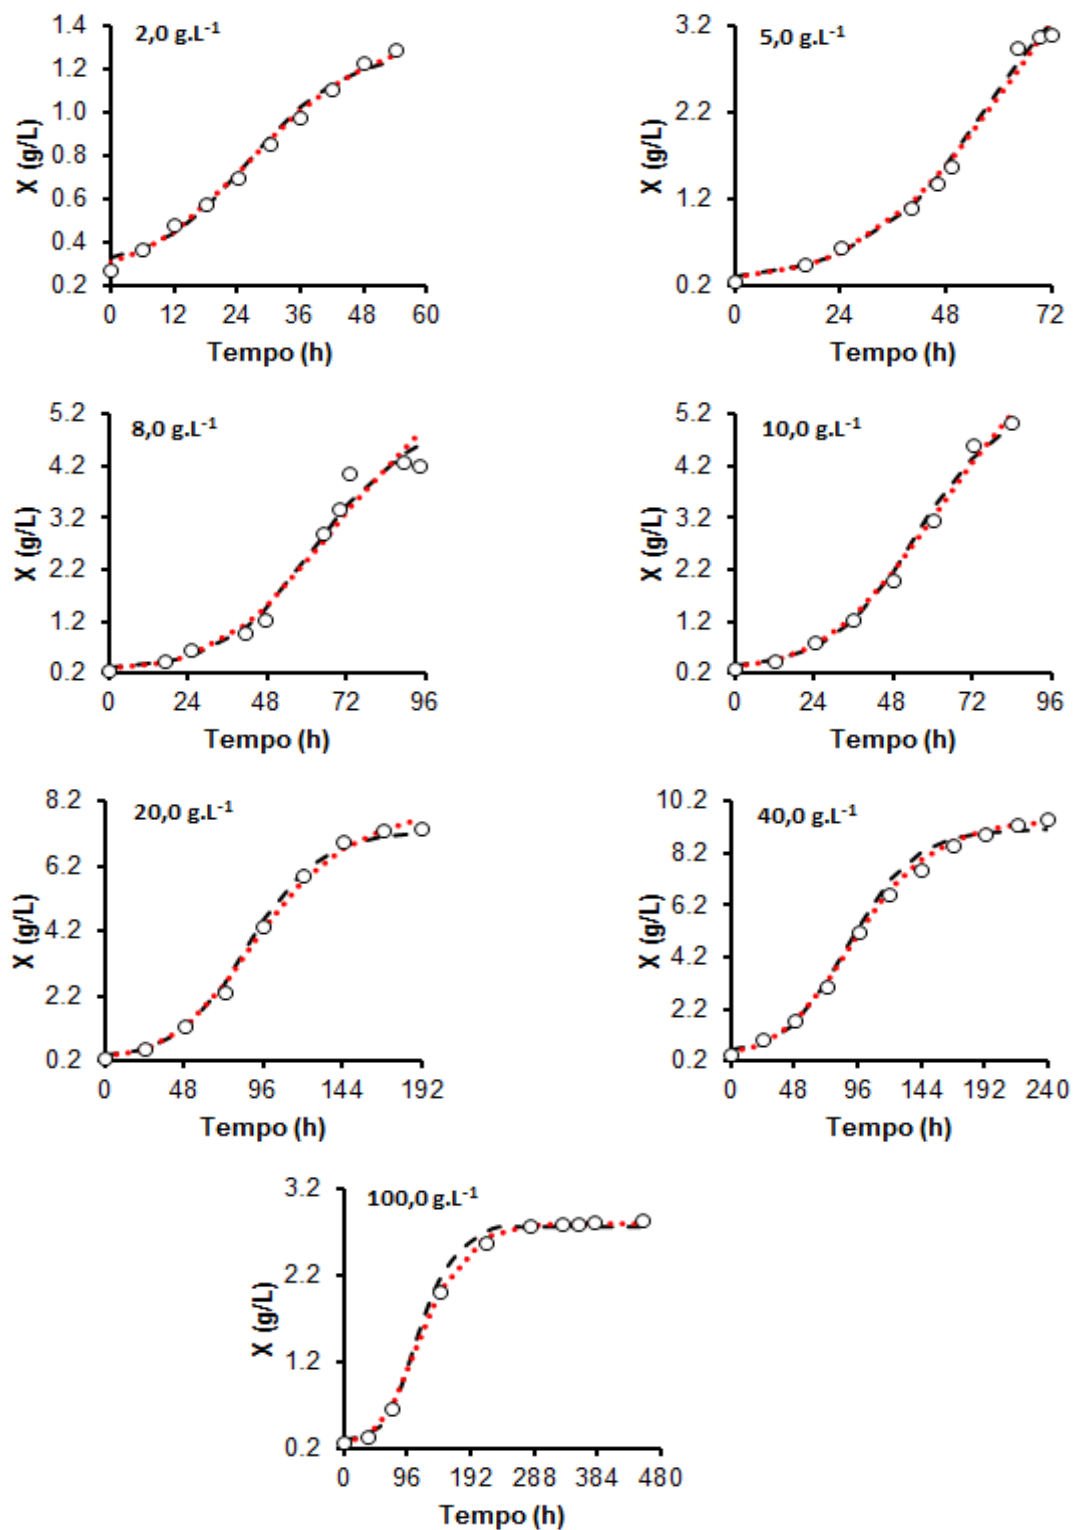 2,0 g.L⁻¹
1.4
1.2
1.0
0.8
0.6
0.4
0.2
X (g/L)
0 12 24 36 48 60
Tempo (h)
5,0 g.L⁻¹
3.2
2.2
1.2
0.2
X (g/L)
0 24 48 72
Tempo (h)
8,0 g.L⁻¹
5.2
4.2
3.2
2.2
1.2
0.2
X (g/L)
0 24 48 72 96
Tempo (h)
10,0 g.L⁻¹
5.2
4.2
3.2
2.2
1.2
0.2
X (g/L)
0 24 48 72 96
Tempo (h)
20,0 g.L⁻¹
8.2
6.2
4.2
2.2
0.2
X (g/L)
0 48 96 144 192
Tempo (h)
40,0 g.L⁻¹
10.2
8.2
6.2
4.2
2.2
0.2
X (g/L)
0 48 96 144 192 240
Tempo (h)
100,0 g.L⁻¹
3.2
2.2
1.2
0.2
X (g/L)
0 96 192 288 384 480
Tempo (h)